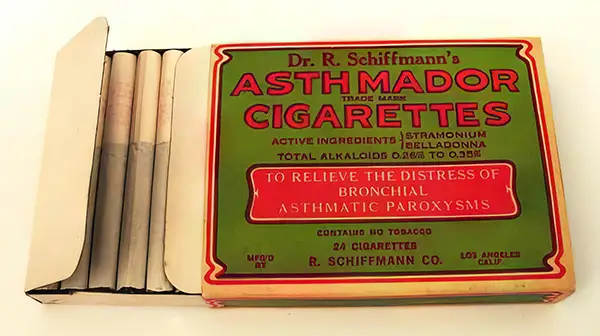 Dr. R. Schiffmann's
ASTHMADOR
TRADE MARK
CIGARETTES
ACTIVE INGREDIENTS } STRAMONIUM
BELLADONNA
TOTAL ALKALOIDS 0.26% TO 0.35%
TO RELIEVE THE DISTRESS OF
BRONCHIAL
ASTHMATIC PAROXYSMS
CONTAINS NO TOBACCO
24 CIGARETTES
MF'G'D BY R. SCHIFFMANN CO. LOS ANGELES CALIF.